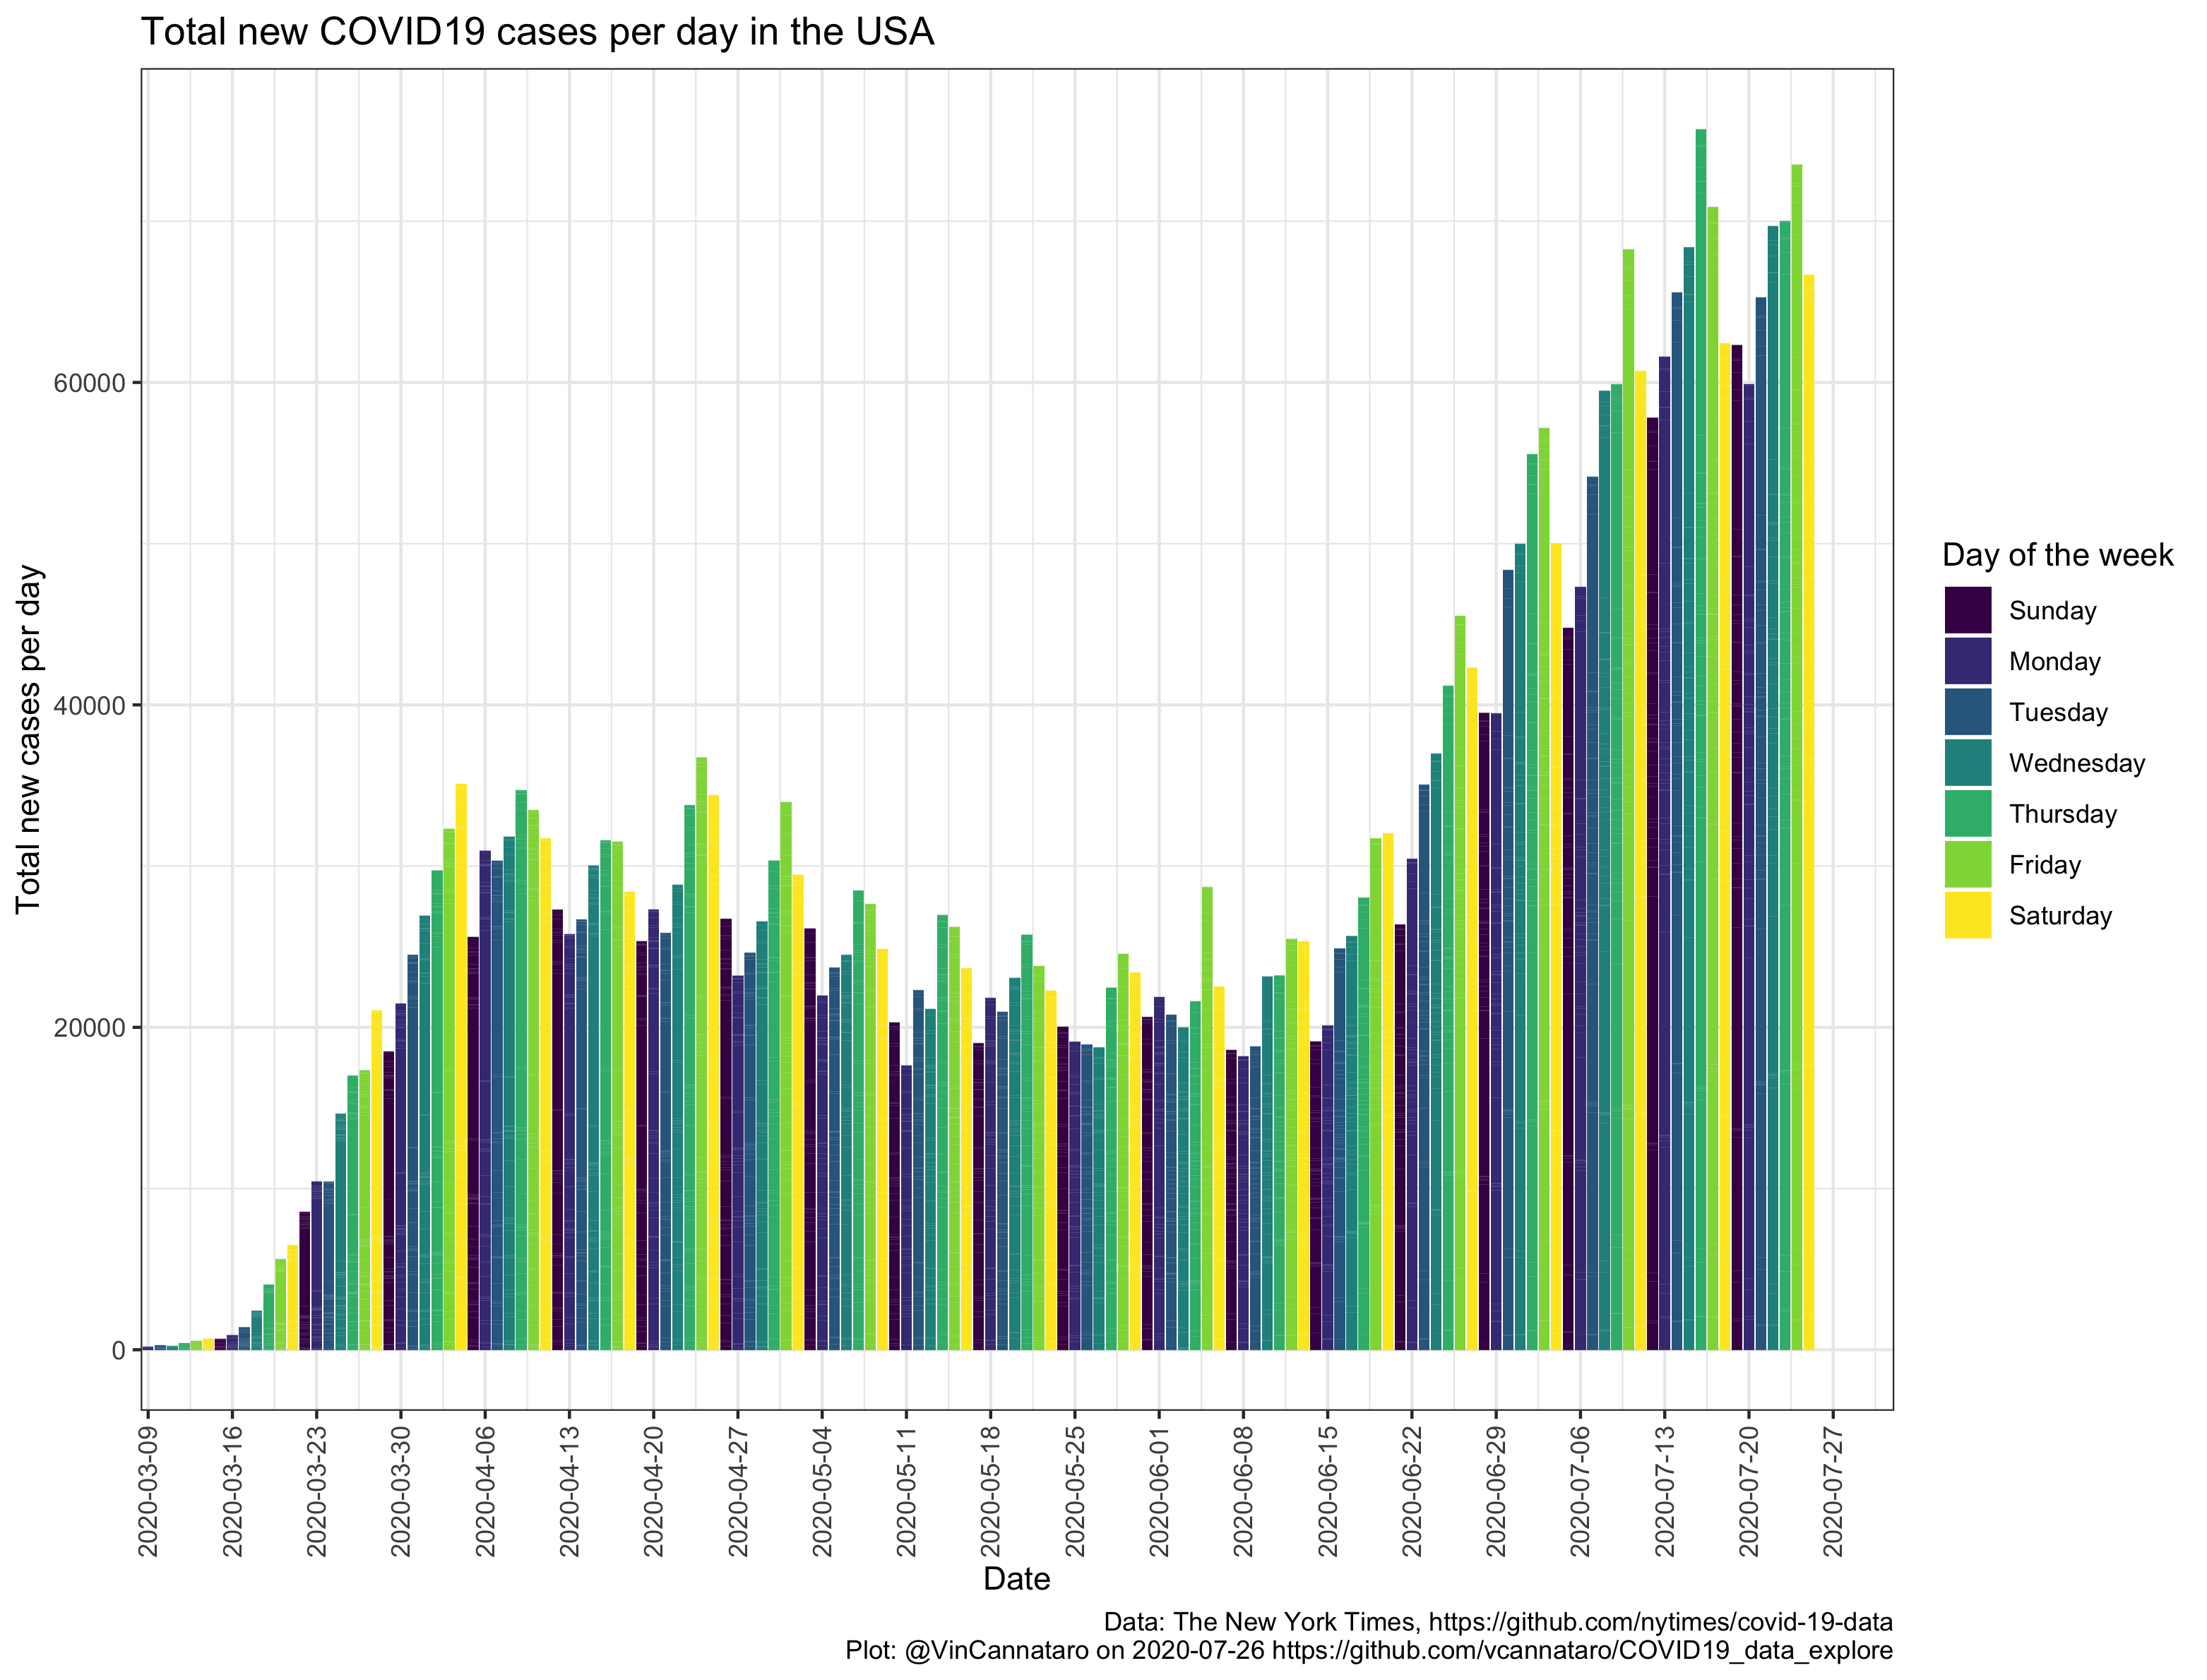 Total new COVID19 cases per day in the USA
Total new cases per day
60000
40000
20000
0
2020-03-09
2020-03-16
2020-03-23
2020-03-30
2020-04-06
2020-04-13
2020-04-20
2020-04-27
2020-05-04
2020-05-11
2020-05-18
2020-05-25
2020-06-01
2020-06-08
2020-06-15
2020-06-22
2020-06-29
2020-07-06
2020-07-13
2020-07-20
2020-07-27
Date
Day of the week
Sunday
Monday
Tuesday
Wednesday
Thursday
Friday
Saturday
Data: The New York Times, https://github.com/nytimes/covid-19-data
Plot: @VinCannataro on 2020-07-26 https://github.com/vcannataro/COVID19_data_explore